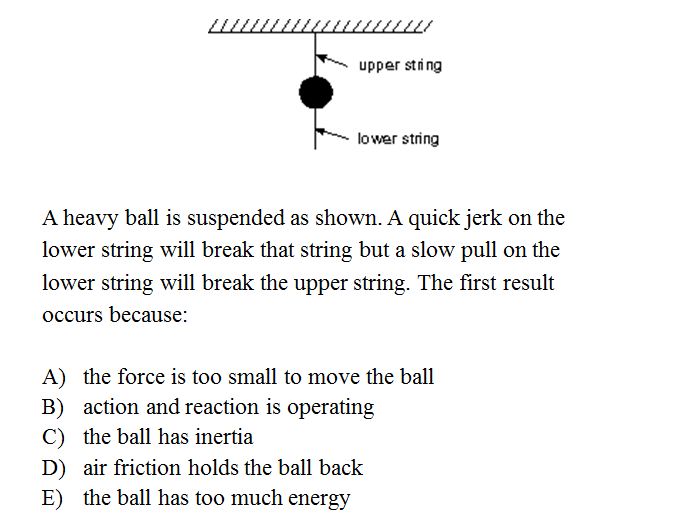 upper string
lower string
A heavy ball is suspended as shown. A quick jerk on the
lower string will break that string but a slow pull on the
lower string will break the upper string. The first result
occurs because:
A) the force is too small to move the ball
B) action and reaction is operating
C) the ball has inertia
D) air friction holds the ball back
E) the ball has too much energy